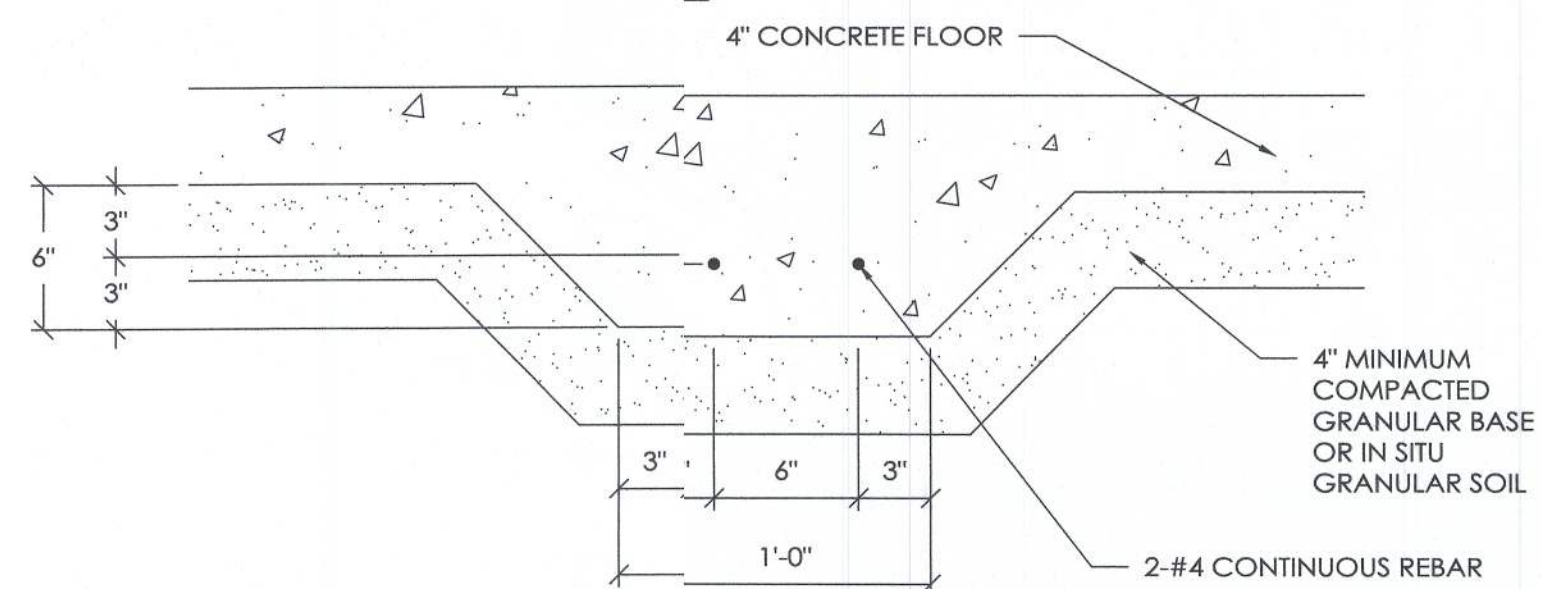 4" CONCRETE FLOOR
3"
6"
3"
4" MINIMUM
COMPACTED
GRANULAR BASE
OR IN SITU
GRANULAR SOIL
3" '
6"
3"
1'-0"
2-#4 CONTINUOUS REBAR